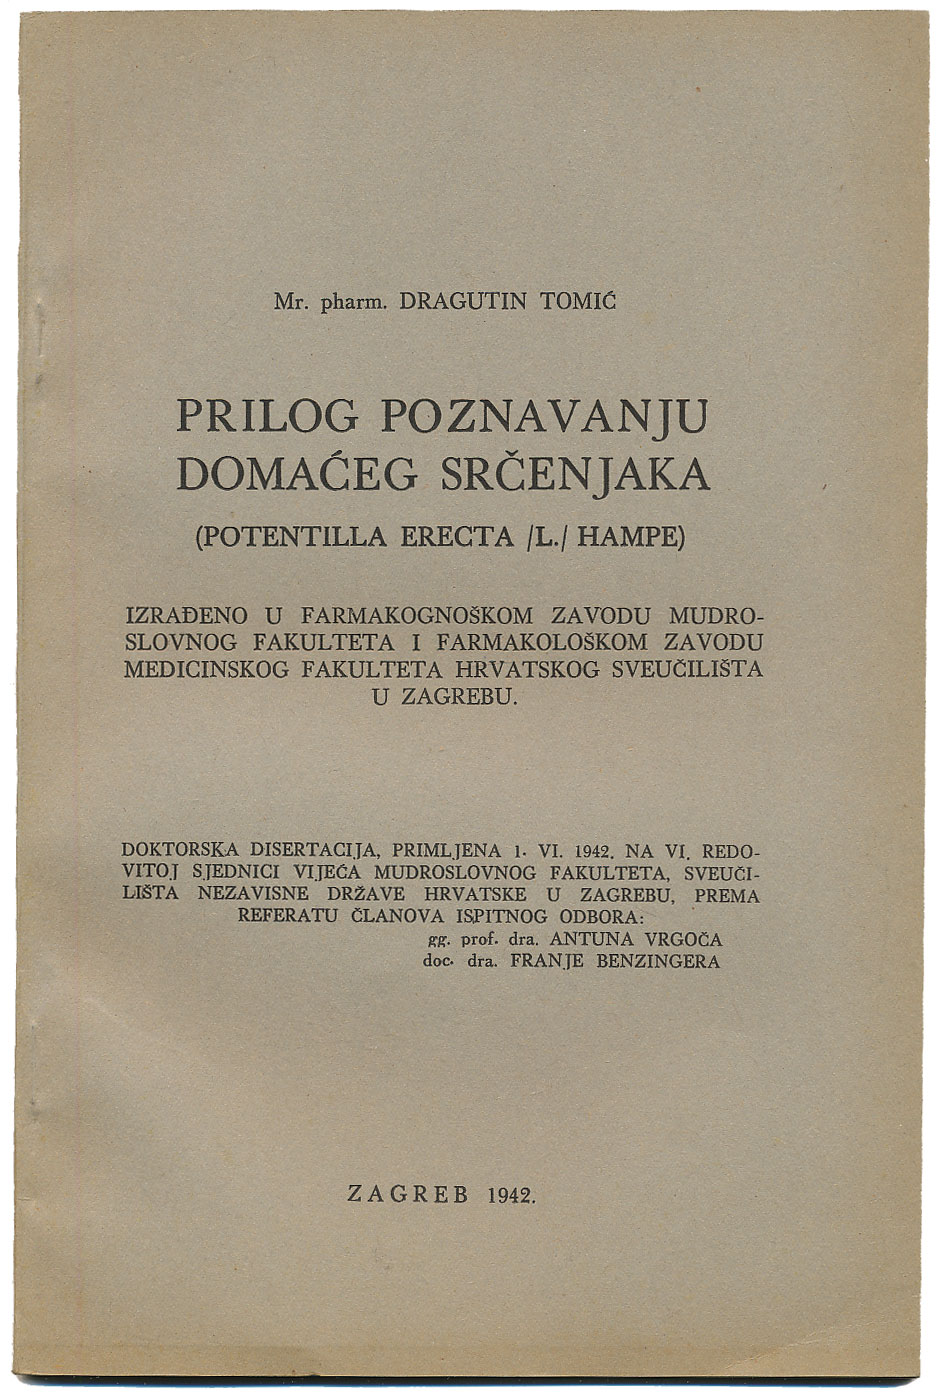 Mr. pharm. DRAGUTIN TOMIĆ
PRILOG POZNAVANJU
DOMAĆEG SRČENJAKA
(POTENTILLA ERECTA /L./ HAMPE)
IZRAĐENO U FARMAKOGNOŠKOM ZAVODU MUDRO-
SLOVNOG FAKULTETA I FARMAKOLOŠKOM ZAVODU
MEDICINSKOG FAKULTETA HRVATSKOG SVEUČILIŠTA
U ZAGREBU.
DOKTORSKA DISERTACIJA, PRIMLJENA 1. VI. 1942. NA VI. REDO-
VITOJ SJEDNICI VIJEĆA MUDROSLOVNOG FAKULTETA, SVEUČI-
LIŠTA NEZAVISNE DRŽAVE HRVATSKE U ZAGREBU, PREMA
REFERATU ČLANOVA ISPITNOG ODBORA:
gg. prof. dra. ANTUNA VRGOČA
doc. dra. FRANJE BENZINGERA
ZAGREB 1942.